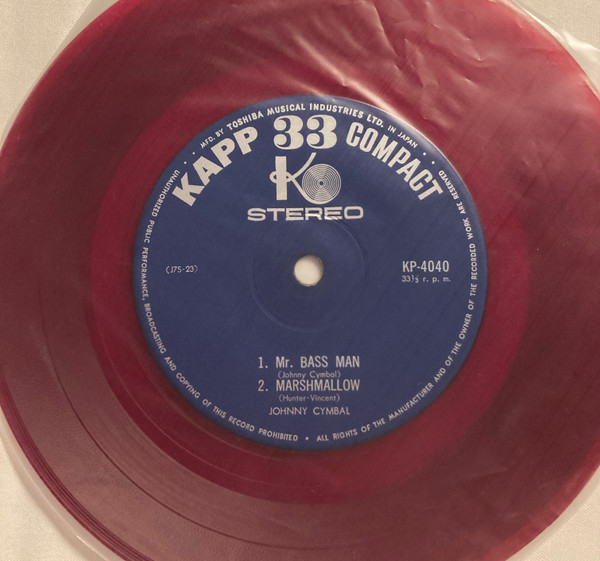 MFD. BY TOSHIBA MUSICAL INDUSTRIES LTD. IN JAPAN
KAPP 33 COMPACT
K
STEREO
(J7S-23)
KP-4040
33⅓ r. p. m.
1. Mr. BASS MAN
(Johnny Cymbal)
2. MARSHMALLOW
(Hunter-Vincent)
JOHNNY CYMBAL
UNAUTHORIZED PUBLIC PERFORMANCE, BROADCASTING AND COPYING OF THIS RECORD PROHIBITED • ALL RIGHTS OF THE MANUFACTURER AND OF THE OWNER OF THE RECORDED WORK ARE RESERVED